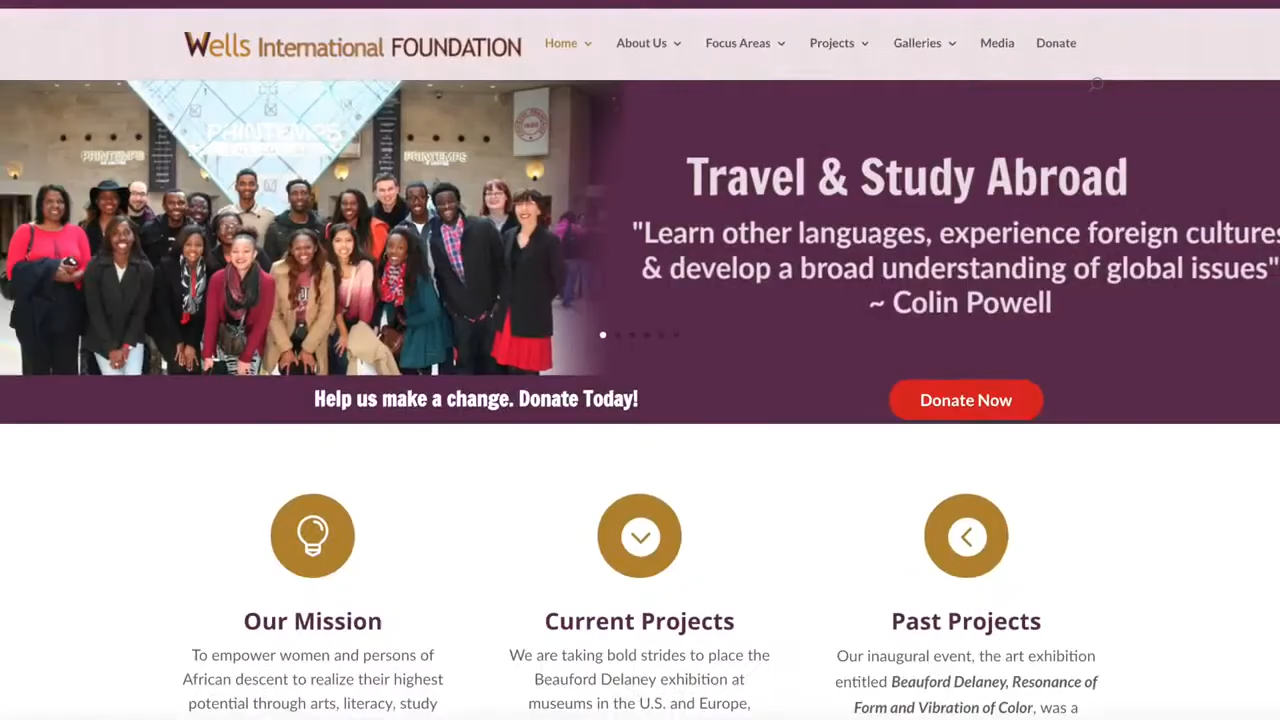 Wells International FOUNDATION
Home
About Us
Focus Areas
Projects
Galleries
Media
Donate
PRINTEMPS
PRINTEMPS
PRINTEMPS
Travel & Study Abroad
"Learn other languages, experience foreign cultures
& develop a broad understanding of global issues"
~ Colin Powell
Help us make a change. Donate Today!
Donate Now
Our Mission
To empower women and persons of
African descent to realize their highest
potential through arts, literacy, study
Current Projects
We are taking bold strides to place the
Beauford Delaney exhibition at
museums in the U.S. and Europe,
Past Projects
Our inaugural event, the art exhibition
entitled Beauford Delaney, Resonance of
Form and Vibration of Color, was a